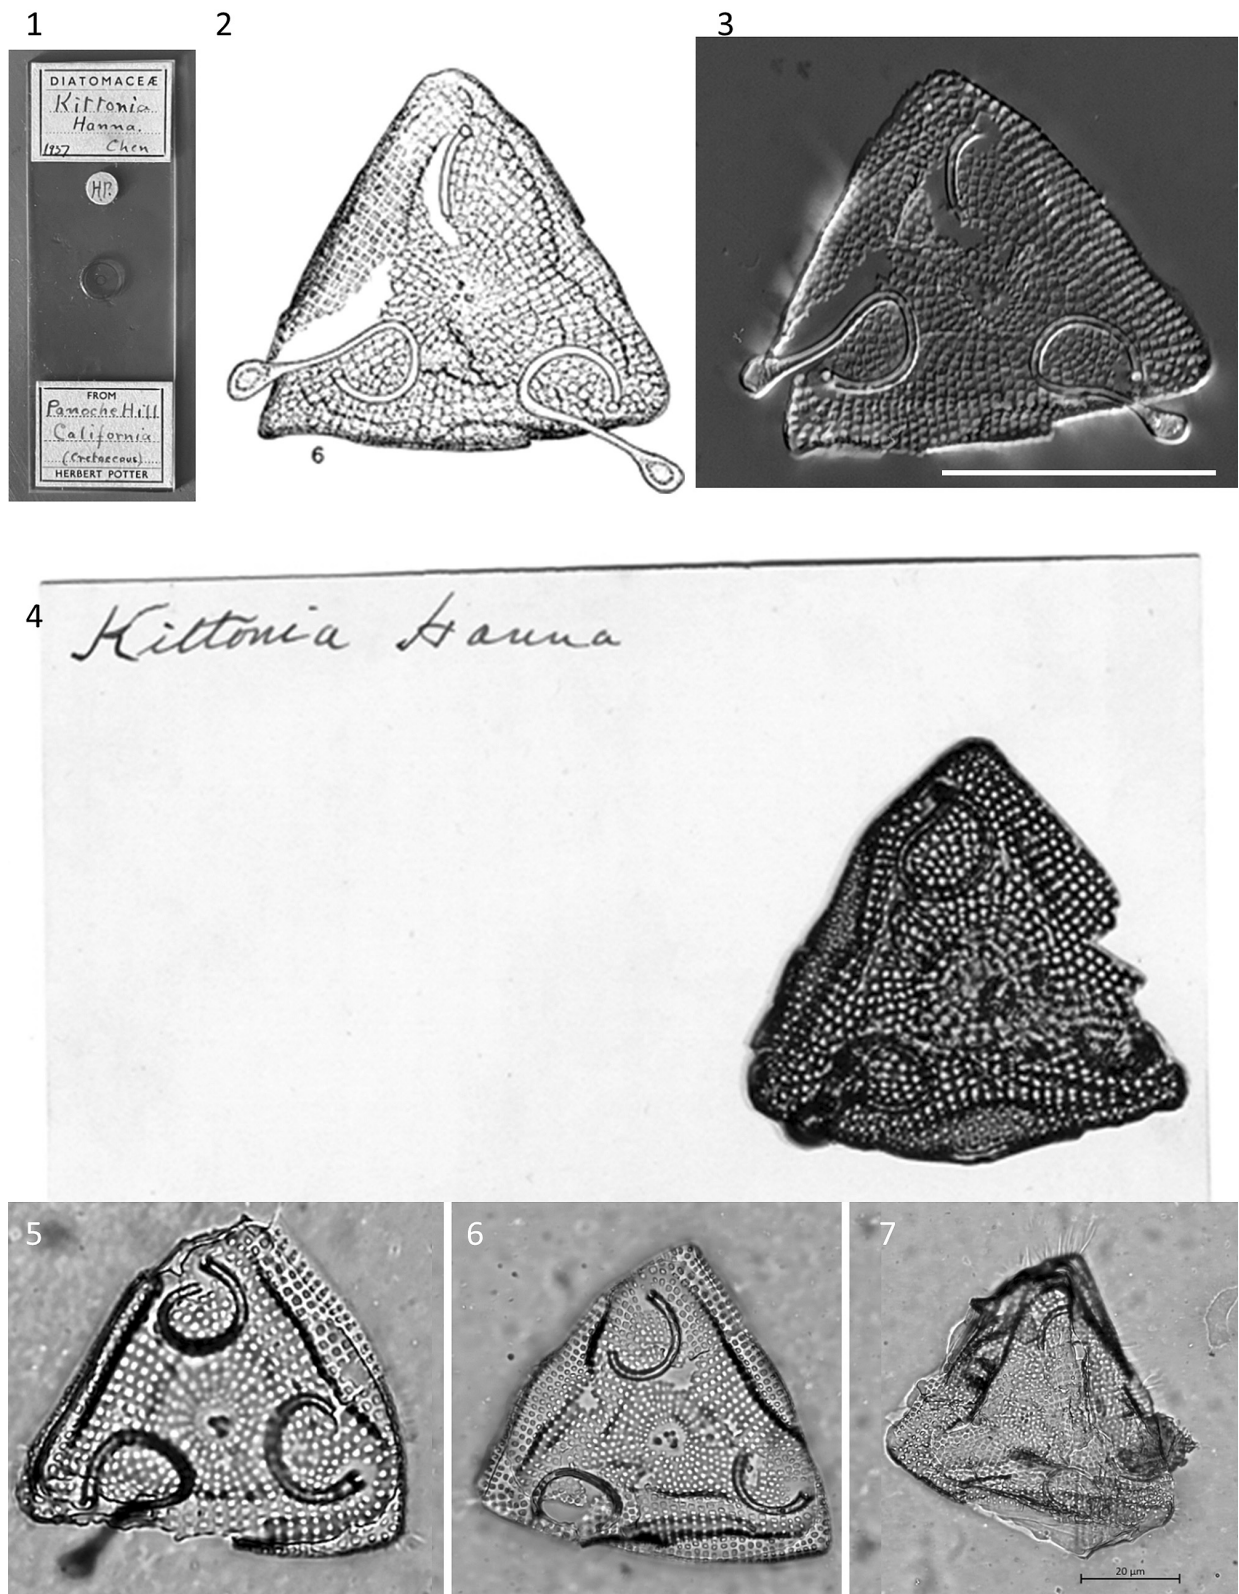 1
2
3
DIATOMACEÆ
Kittonia
Hanna.
1937 Chen
HP.
FROM
Panoche Hill
California
(Cretaceous)
HERBERT POTTER
6
4
Kittonia Hanna
5
6
7
20 µm